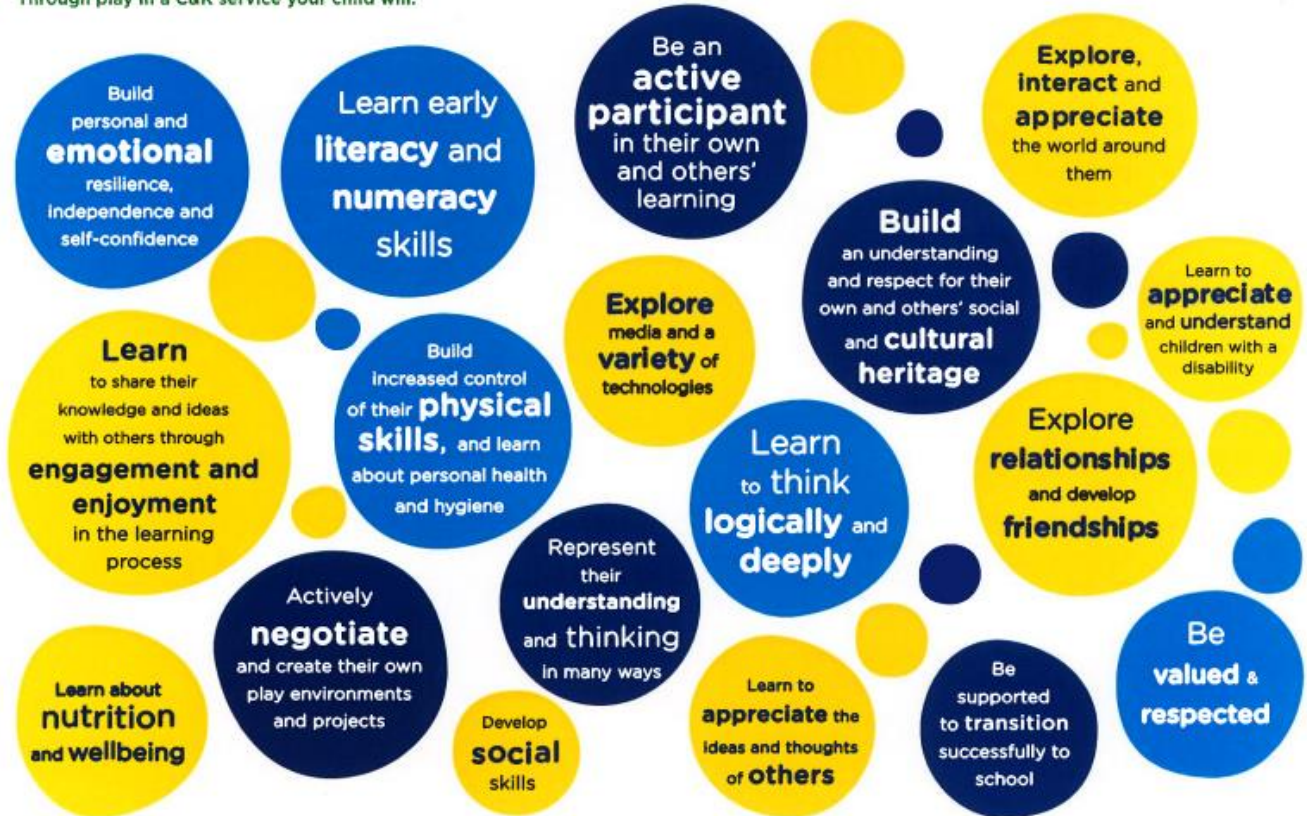 Through play in a C&K service your child will:
Build
personal and
emotional
resilience,
independence and
self-confidence
Learn early
literacy and
numeracy
skills
Be an
active
participant
in their own
and others'
learning
Explore,
interact and
appreciate
the world around
them
Build
an understanding
and respect for their
own and others' social
and cultural
heritage
Learn to
appreciate
and understand
children with a
disability
Learn
to share their
knowledge and ideas
with others through
engagement and
enjoyment
in the learning
process
Build
increased control
of their physical
skills, and learn
about personal health
and hygiene
Explore
media and a
variety of
technologies
Learn
to think
logically and
deeply
Explore
relationships
and develop
friendships
Learn about
nutrition
and wellbeing
Actively
negotiate
and create their own
play environments
and projects
Represent
their
understanding
and thinking
in many ways
Develop
social
skills
Learn to
appreciate the
ideas and thoughts
of others
Be
supported
to transition
successfully to
school
Be
valued &
respected